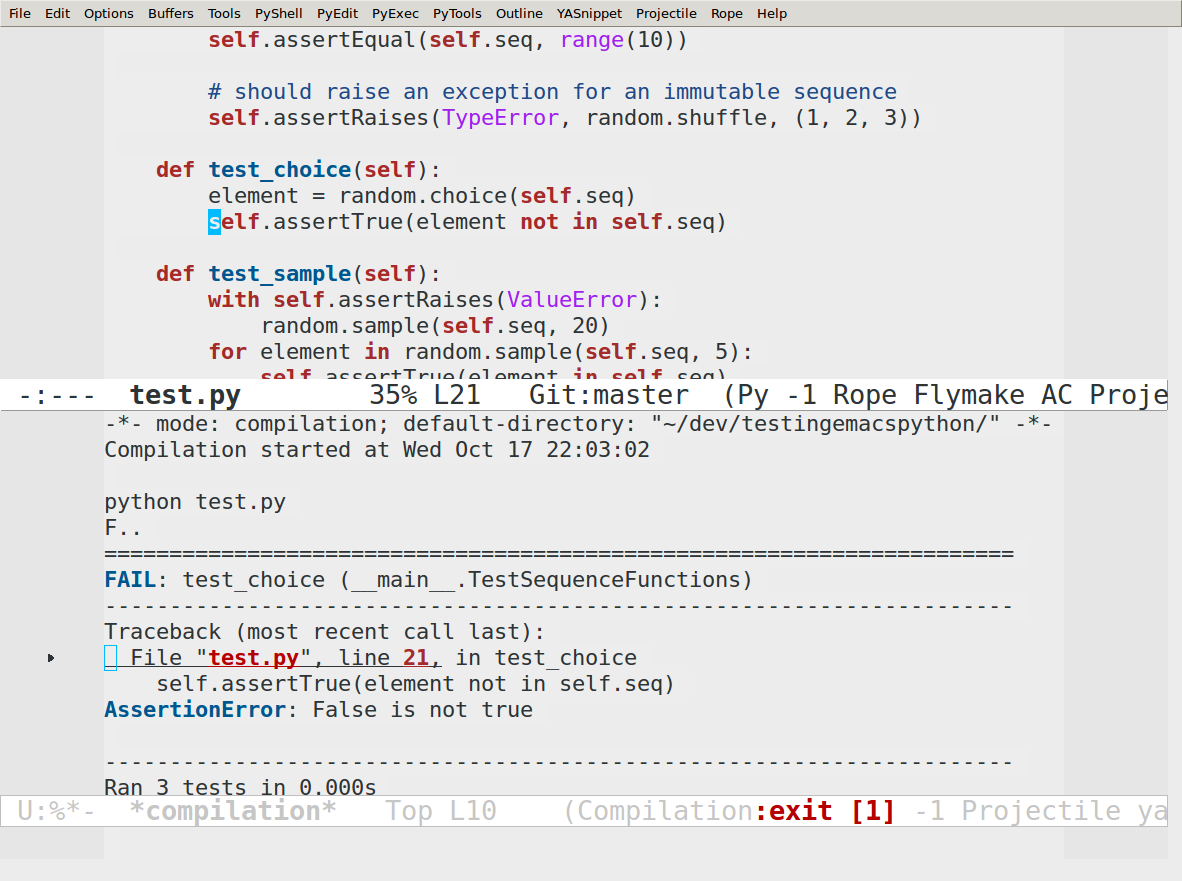 File Edit Options Buffers Tools PyShell PyEdit PyExec PyTools Outline YASnippet Projectile Rope Help
        self.assertEqual(self.seq, range(10))
        # should raise an exception for an immutable sequence
        self.assertRaises(TypeError, random.shuffle, (1, 2, 3))
    def test_choice(self):
        element = random.choice(self.seq)
        self.assertTrue(element not in self.seq)
    def test_sample(self):
        with self.assertRaises(ValueError):
            random.sample(self.seq, 20)
        for element in random.sample(self.seq, 5):
            self.assertTrue(element in self.seq)
-:--- test.py 35% L21 Git:master (Py -1 Rope Flymake AC Proje
-*- mode: compilation; default-directory: "~/dev/testingemacspython/" -*-
Compilation started at Wed Oct 17 22:03:02
python test.py
F..
======================================================================
FAIL: test_choice (__main__.TestSequenceFunctions)
----------------------------------------------------------------------
Traceback (most recent call last):
  File "test.py", line 21, in test_choice
    self.assertTrue(element not in self.seq)
AssertionError: False is not true
----------------------------------------------------------------------
Ran 3 tests in 0.000s
U:%*- *compilation* Top L10 (Compilation:exit [1] -1 Projectile ya